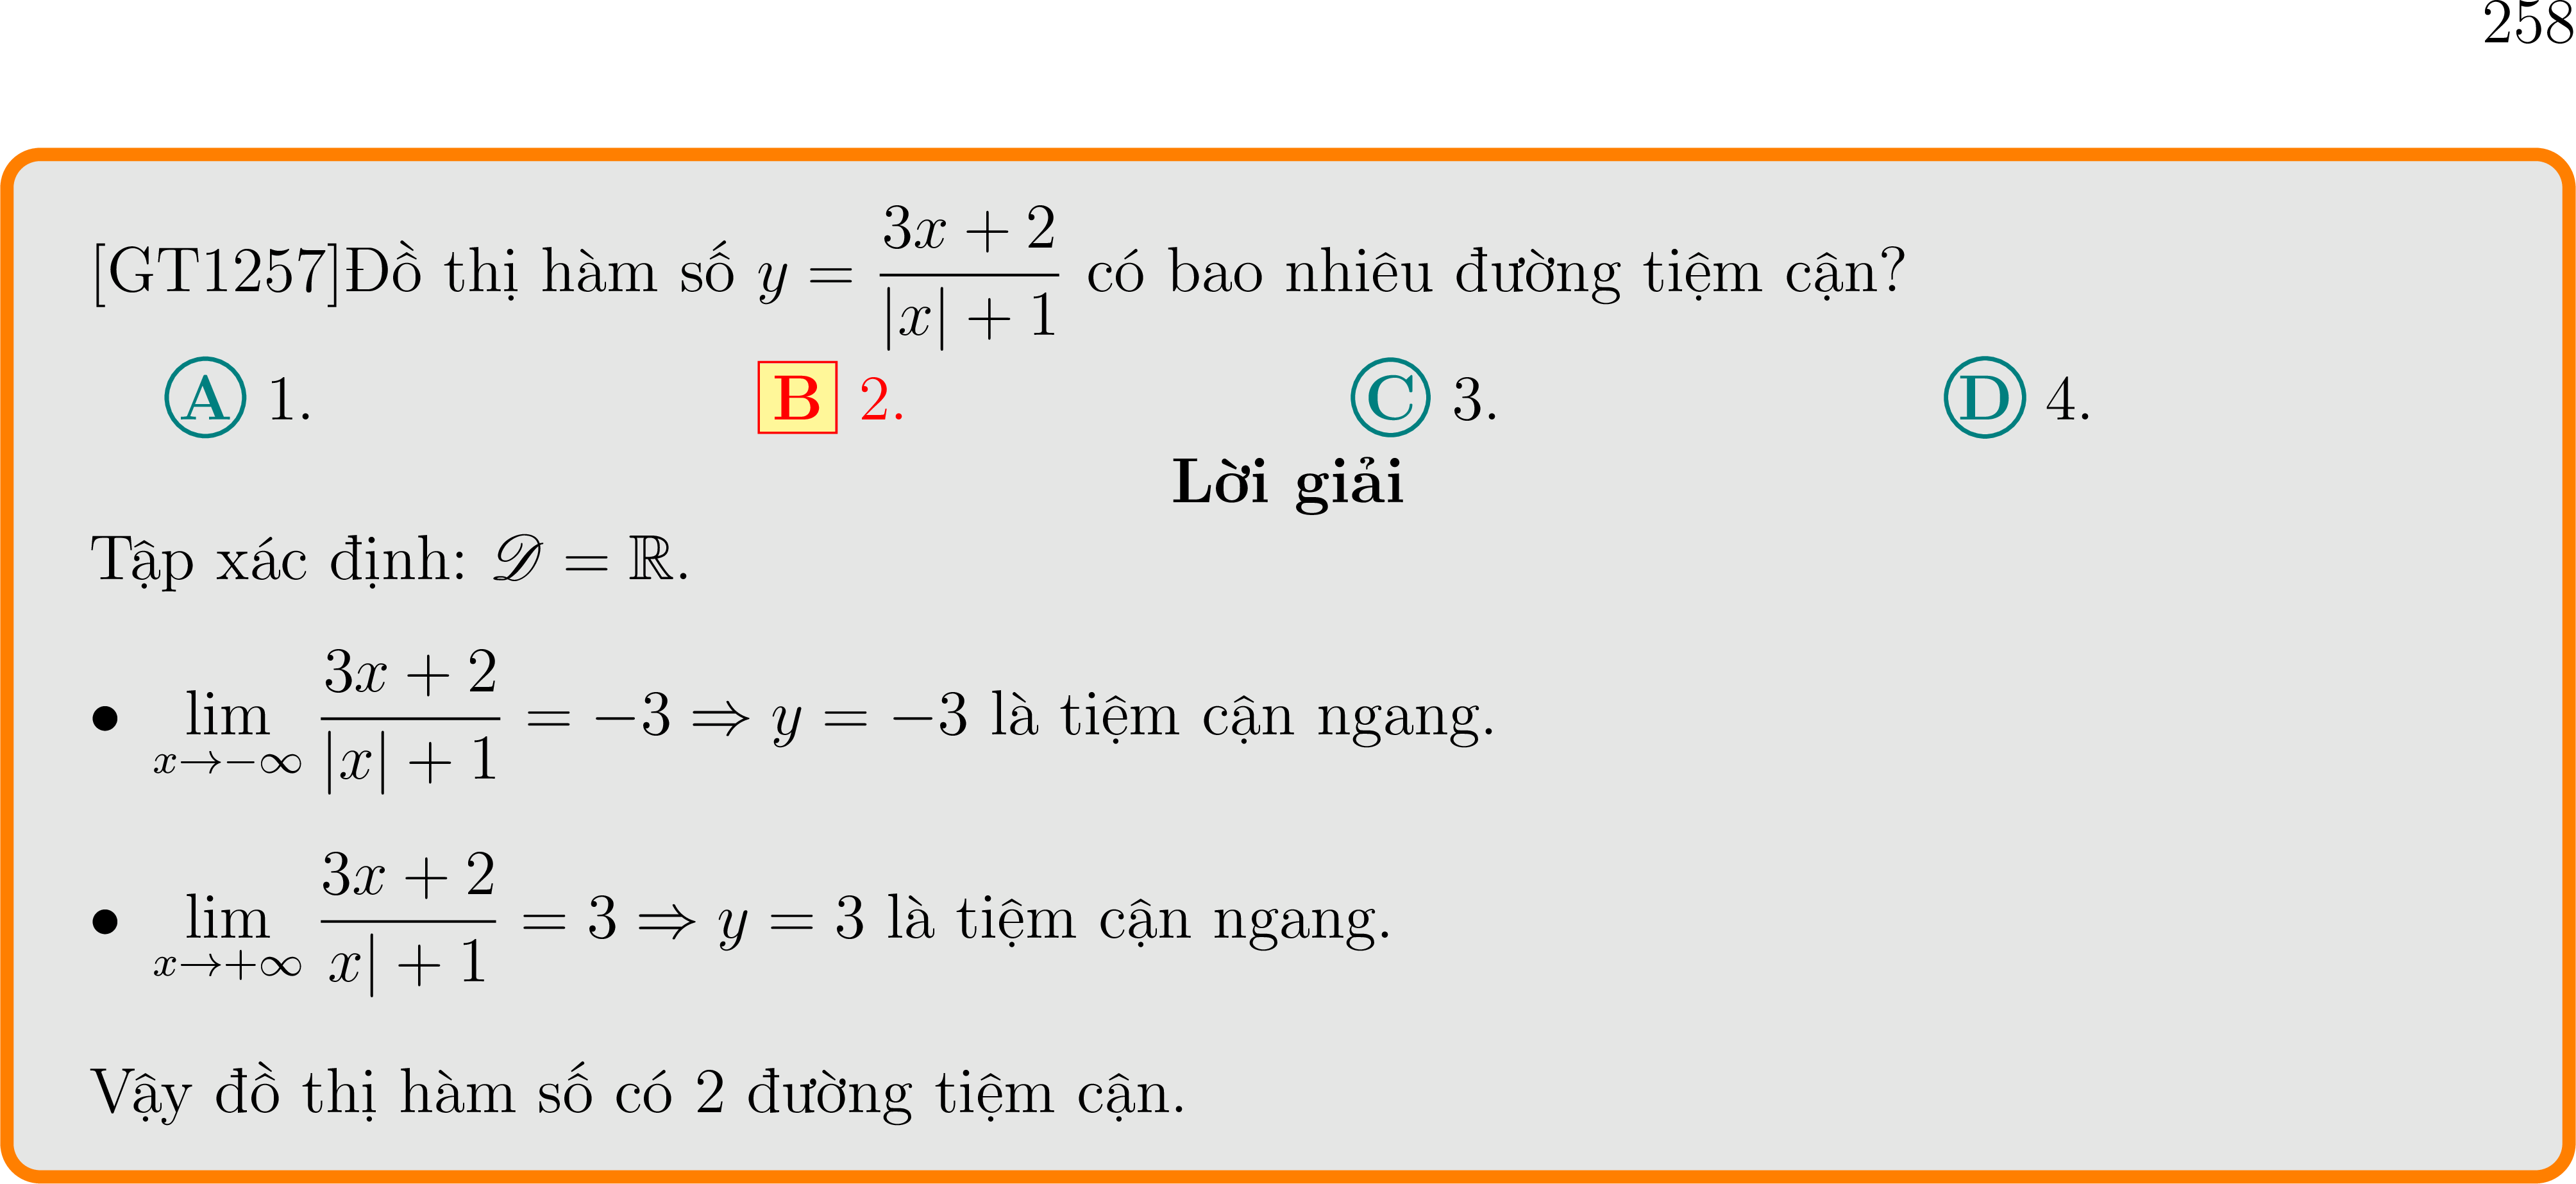 258
[GT1257]Đồ thị hàm số $y = \dfrac{3x+2}{|x|+1}$ có bao nhiêu đường tiệm cận?
A 1. B 2. C 3. D 4.
Lời giải
Tập xác định: $\mathscr{D} = \mathbb{R}$.
• $\lim\limits_{x\to-\infty} \dfrac{3x+2}{|x|+1} = -3 \Rightarrow y = -3$ là tiệm cận ngang.
• $\lim\limits_{x\to+\infty} \dfrac{3x+2}{x|+1} = 3 \Rightarrow y = 3$ là tiệm cận ngang.
Vậy đồ thị hàm số có 2 đường tiệm cận.